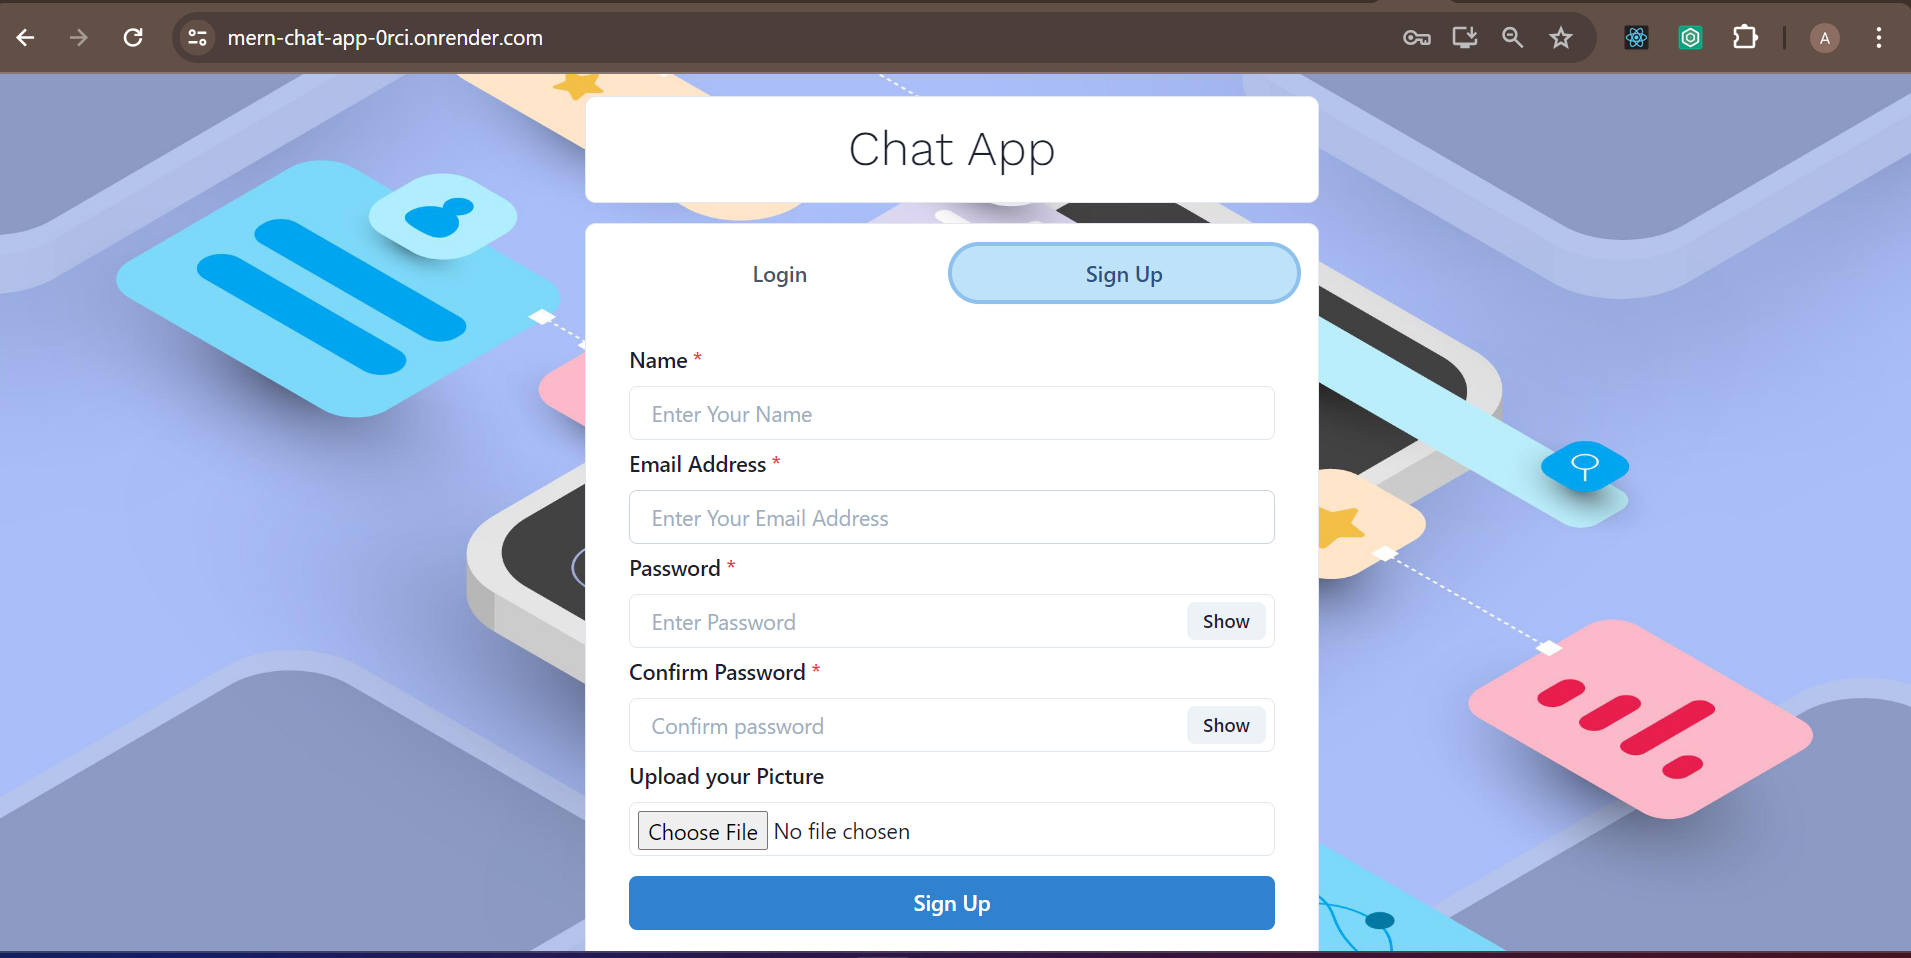 mern-chat-app-0rci.onrender.com
A
Chat App
Login
Sign Up
Name *
Enter Your Name
Email Address *
Enter Your Email Address
Password *
Enter Password
Show
Confirm Password *
Confirm password
Show
Upload your Picture
Choose File No file chosen
Sign Up